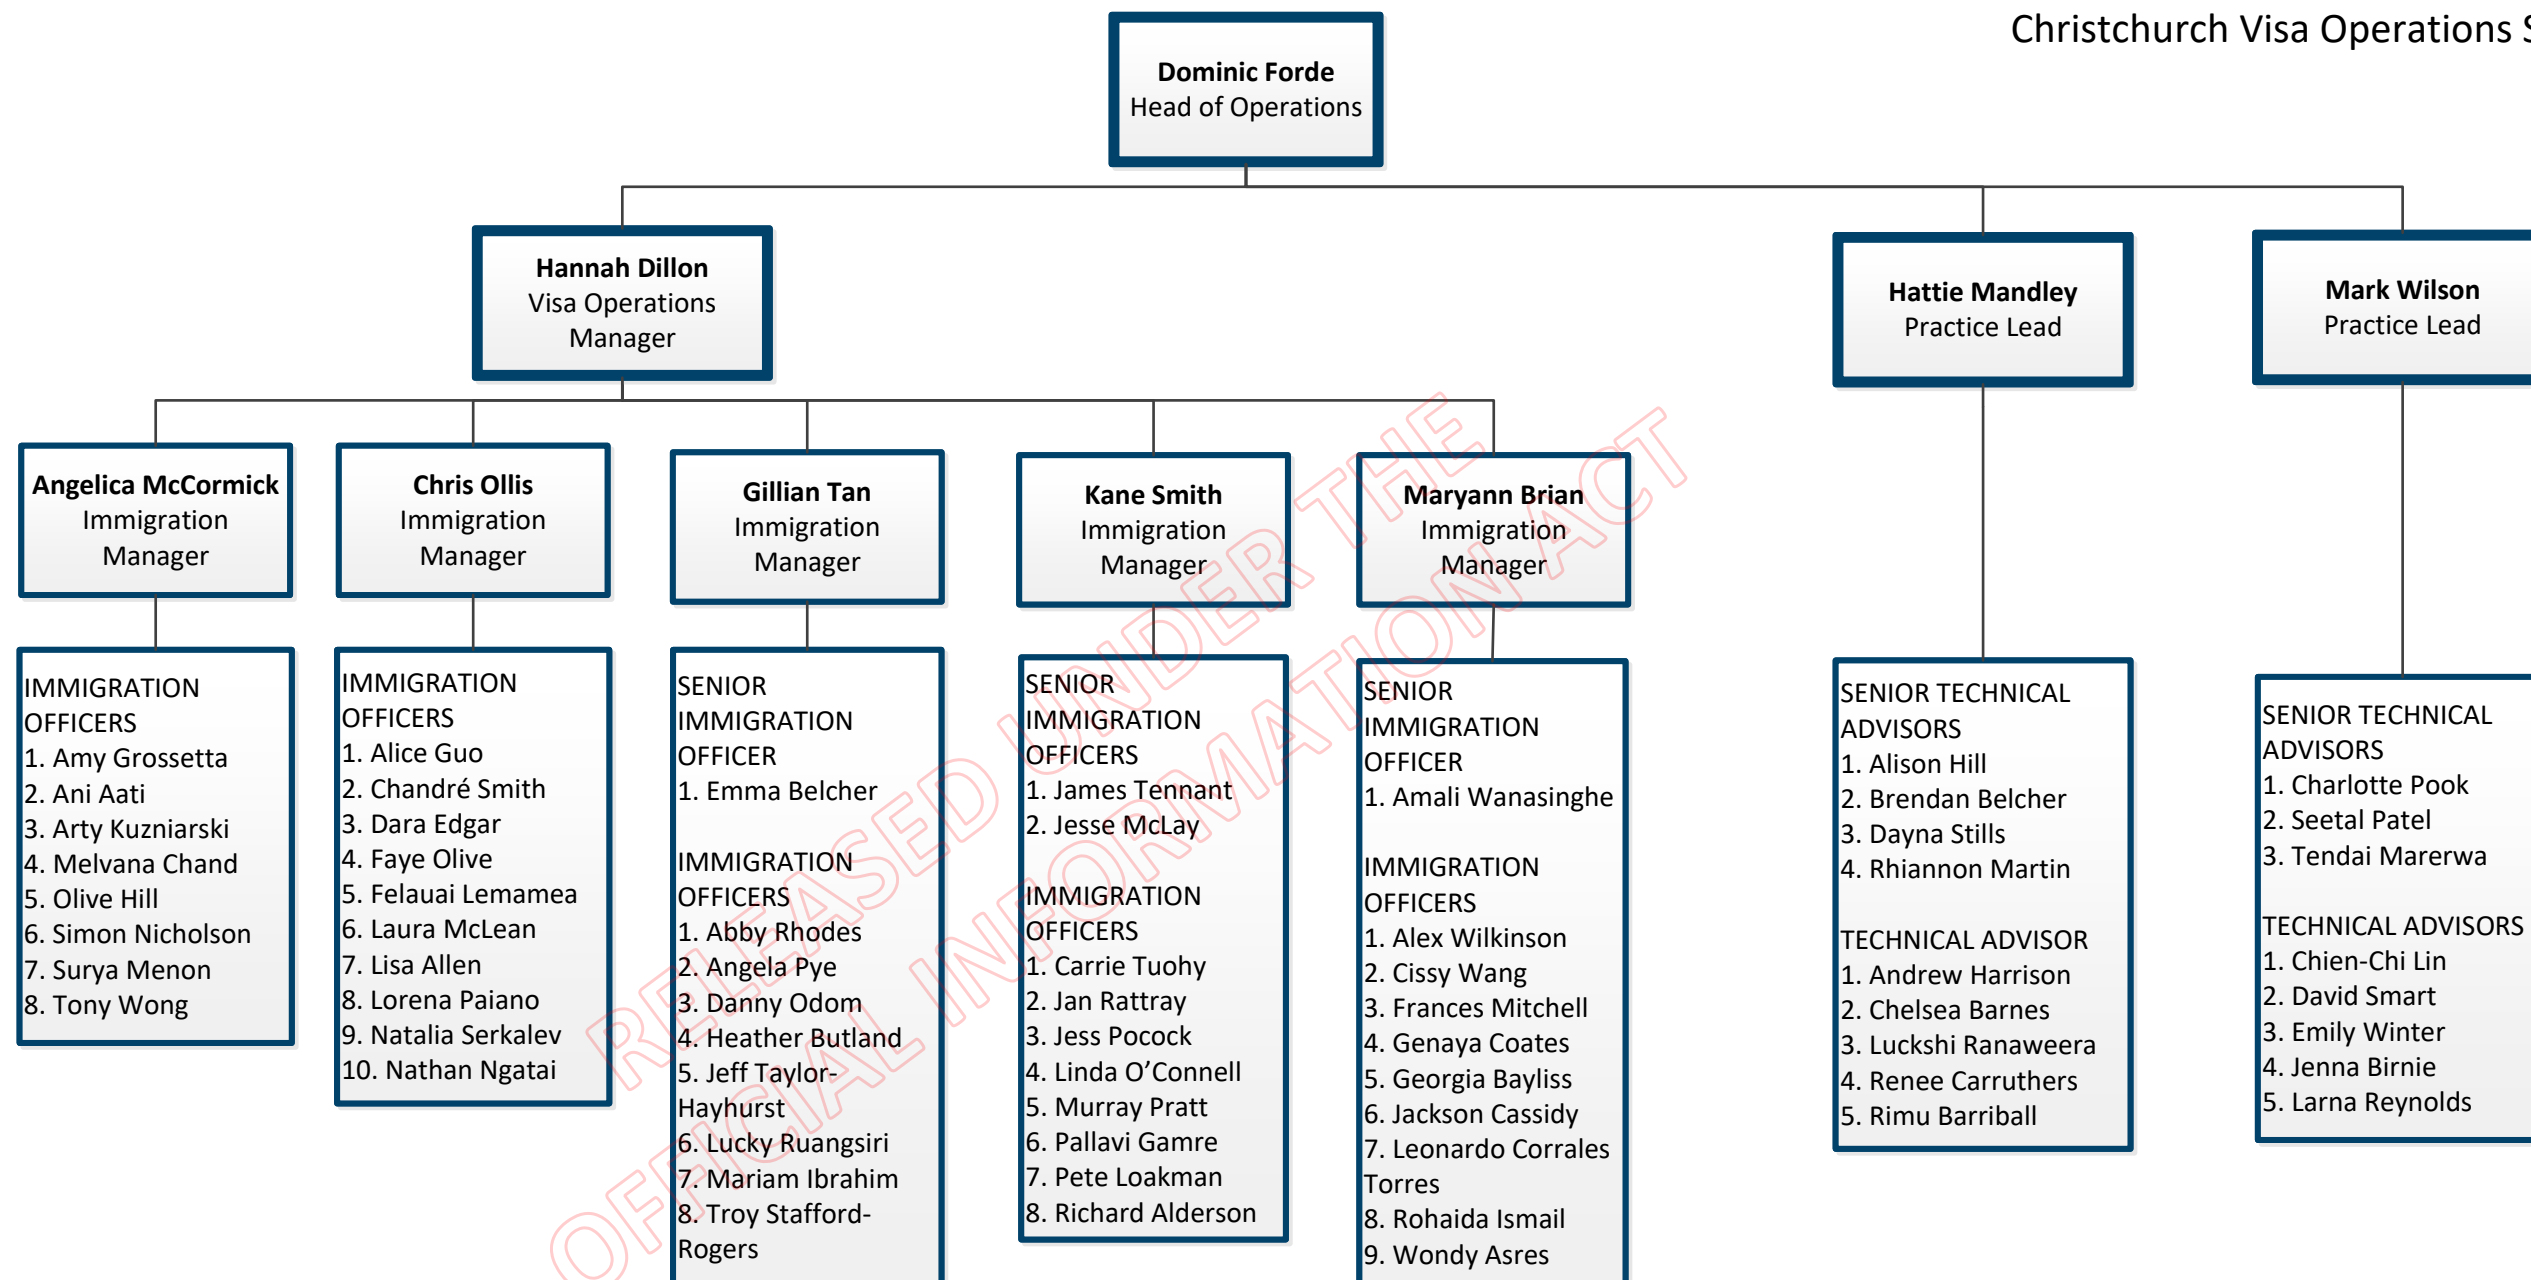 Christchurch Visa Operations S
Dominic Forde
Head of Operations
Hannah Dillon
Visa Operations
Manager
Hattie Mandley
Practice Lead
Mark Wilson
Practice Lead
Angelica McCormick
Immigration
Manager
Chris Ollis
Immigration
Manager
Gillian Tan
Immigration
Manager
Kane Smith
Immigration
Manager
Maryann Brian
Immigration
Manager
IMMIGRATION
OFFICERS
1. Amy Grossetta
2. Ani Aati
3. Arty Kuzniarski
4. Melvana Chand
5. Olive Hill
6. Simon Nicholson
7. Surya Menon
8. Tony Wong
IMMIGRATION
OFFICERS
1. Alice Guo
2. Chandré Smith
3. Dara Edgar
4. Faye Olive
5. Felauai Lemamea
6. Laura McLean
7. Lisa Allen
8. Lorena Paiano
9. Natalia Serkalev
10. Nathan Ngatai
SENIOR
IMMIGRATION
OFFICER
1. Emma Belcher
IMMIGRATION
OFFICERS
1. Abby Rhodes
2. Angela Pye
3. Danny Odom
4. Heather Butland
5. Jeff Taylor-
Hayhurst
6. Lucky Ruangsiri
7. Mariam Ibrahim
8. Troy Stafford-
Rogers
SENIOR
IMMIGRATION
OFFICERS
1. James Tennant
2. Jesse McLay
IMMIGRATION
OFFICERS
1. Carrie Tuohy
2. Jan Rattray
3. Jess Pocock
4. Linda O’Connell
5. Murray Pratt
6. Pallavi Gamre
7. Pete Loakman
8. Richard Alderson
SENIOR
IMMIGRATION
OFFICER
1. Amali Wanasinghe
IMMIGRATION
OFFICERS
1. Alex Wilkinson
2. Cissy Wang
3. Frances Mitchell
4. Genaya Coates
5. Georgia Bayliss
6. Jackson Cassidy
7. Leonardo Corrales
Torres
8. Rohaida Ismail
9. Wondy Asres
SENIOR TECHNICAL
ADVISORS
1. Alison Hill
2. Brendan Belcher
3. Dayna Stills
4. Rhiannon Martin
TECHNICAL ADVISOR
1. Andrew Harrison
2. Chelsea Barnes
3. Luckshi Ranaweera
4. Renee Carruthers
5. Rimu Barriball
SENIOR TECHNICAL
ADVISORS
1. Charlotte Pook
2. Seetal Patel
3. Tendai Marerwa
TECHNICAL ADVISORS
1. Chien-Chi Lin
2. David Smart
3. Emily Winter
4. Jenna Birnie
5. Larna Reynolds
RELEASED UNDER THE
OFFICIAL INFORMATION ACT